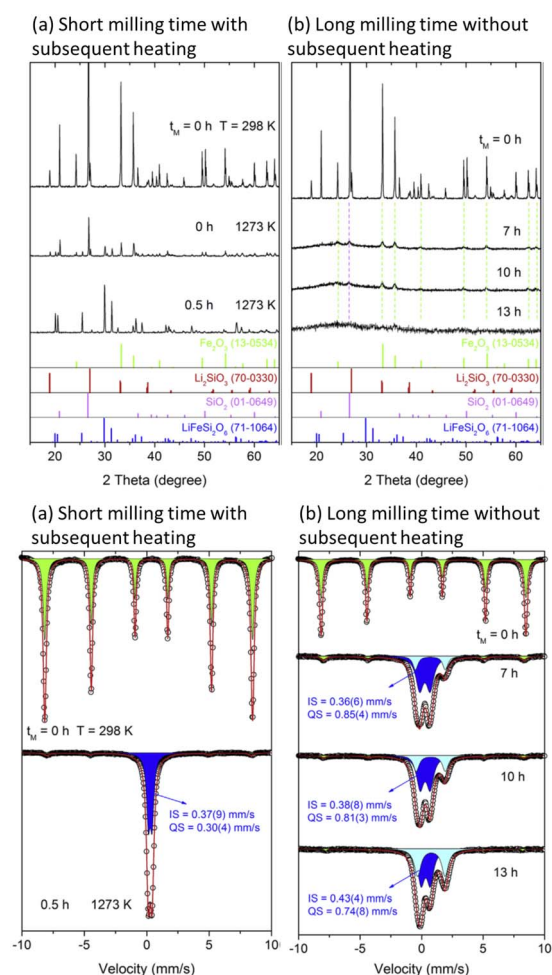 (a) Short milling time with
subsequent heating
(b) Long milling time without
subsequent heating
t_M = 0 h T = 298 K
0 h 1273 K
0.5 h 1273 K
Fe₂O₃ (13-0534)
Li₂SiO₃ (70-0330)
SiO₂ (01-0649)
LiFeSi₂O₆ (71-1064)
20 30 40 50 60
2 Theta (degree)
t_M = 0 h
7 h
10 h
13 h
Fe₂O₃ (13-0534)
Li₂SiO₃ (70-0330)
SiO₂ (01-0649)
LiFeSi₂O₆ (71-1064)
20 30 40 50 60
2 Theta (degree)
(a) Short milling time with
subsequent heating
(b) Long milling time without
subsequent heating
t_M = 0 h T = 298 K
IS = 0.37(9) mm/s
QS = 0.30(4) mm/s
0.5 h 1273 K
-10 -5 0 5 10
Velocity (mm/s)
t_M = 0 h
7 h
IS = 0.36(6) mm/s
QS = 0.85(4) mm/s
10 h
IS = 0.38(8) mm/s
QS = 0.81(3) mm/s
13 h
IS = 0.43(4) mm/s
QS = 0.74(8) mm/s
-10 -5 0 5 10
Velocity (mm/s)